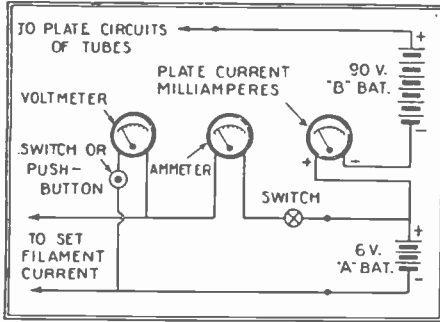 TO PLATE CIRCUITS
OF TUBES
+
90 V.
"B" BAT.
-
PLATE CURRENT
MILLIAMPERES
VOLTMETER
+ -
SWITCH OR
PUSH-
BUTTON
AMMETER
SWITCH
TO SET
FILAMENT
CURRENT
+
6 V.
"A" BAT.
-